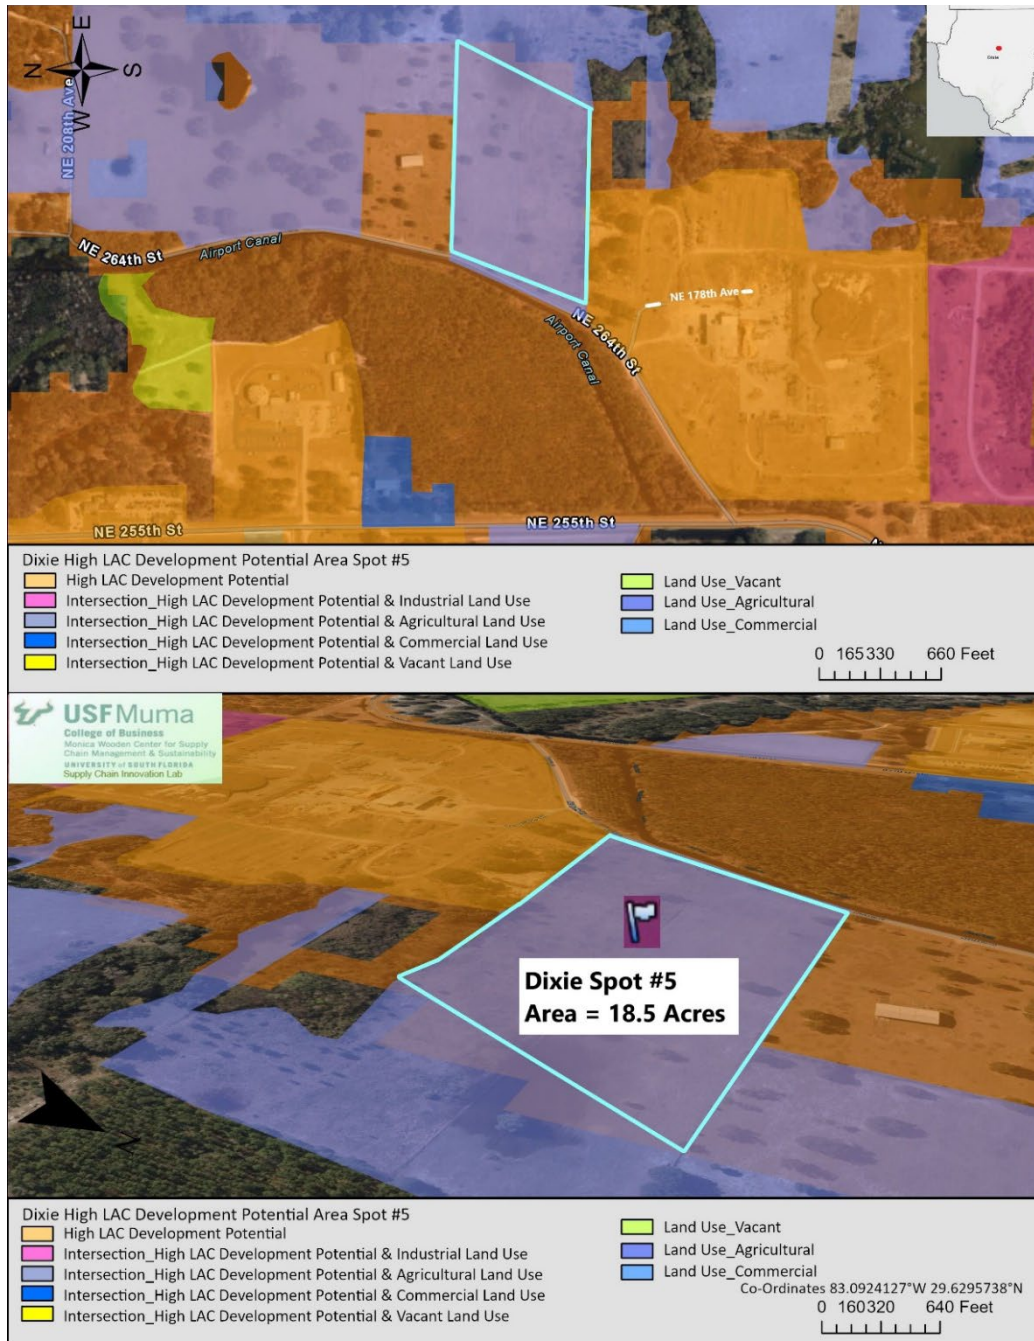 E
N
S
W
NE 208th Ave
Dixie
NE 264th St
Airport Canal
NE 178th Ave
NE 264th St
Airport Canal
NE 255th St
NE 255th St
Dixie High LAC Development Potential Area Spot #5
High LAC Development Potential
Intersection_High LAC Development Potential & Industrial Land Use
Intersection_High LAC Development Potential & Agricultural Land Use
Intersection_High LAC Development Potential & Commercial Land Use
Intersection_High LAC Development Potential & Vacant Land Use
Land Use_Vacant
Land Use_Agricultural
Land Use_Commercial
0 165 330 660 Feet
USF Muma
College of Business
Monica Wooden Center for Supply
Chain Management & Sustainability
UNIVERSITY of SOUTH FLORIDA
Supply Chain Innovation Lab
Dixie Spot #5
Area = 18.5 Acres
Dixie High LAC Development Potential Area Spot #5
High LAC Development Potential
Intersection_High LAC Development Potential & Industrial Land Use
Intersection_High LAC Development Potential & Agricultural Land Use
Intersection_High LAC Development Potential & Commercial Land Use
Intersection_High LAC Development Potential & Vacant Land Use
Land Use_Vacant
Land Use_Agricultural
Land Use_Commercial
Co-Ordinates 83.0924127°W 29.6295738°N
0 160 320 640 Feet